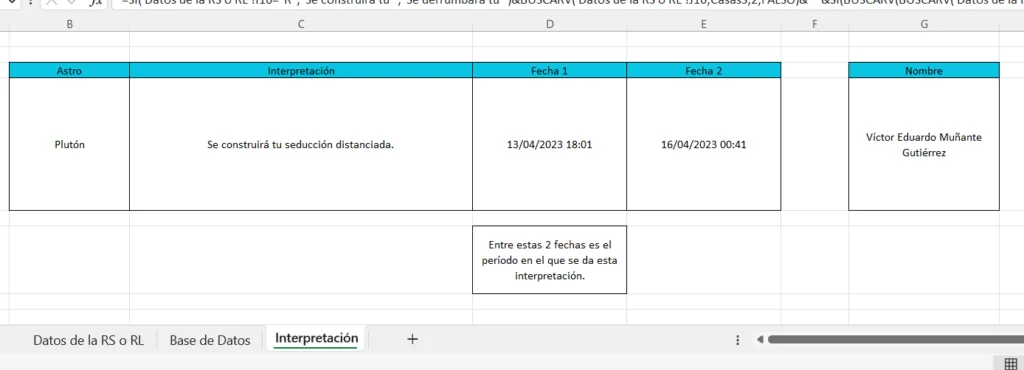 =SI('Datos de la RS o RL'!I10="R","Se construirá tu ","Se derrumbará tu ")&BUSCARV('Datos de la RS o RL'!J10,Casas3,2,FALSO)&" "&SI(BUSCARV(BUSCARV('Datos de la
B C D E F G
Astro Interpretación Fecha 1 Fecha 2 Nombre
Plutón Se construirá tu seducción distanciada. 13/04/2023 18:01 16/04/2023 00:41 Víctor Eduardo Muñante
Gutiérrez
Entre estas 2 fechas es el
período en el que se da esta
interpretación.
Datos de la RS o RL Base de Datos Interpretación +